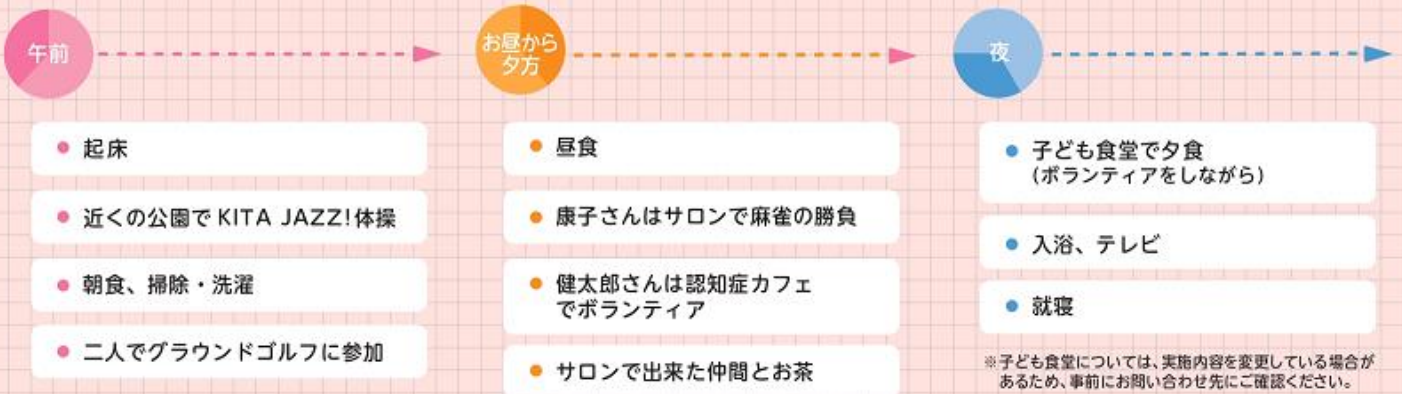 午前
起床
近くの公園で KITA JAZZ!体操
朝食、掃除・洗濯
二人でグラウンドゴルフに参加
お昼から
夕方
昼食
康子さんはサロンで麻雀の勝負
健太郎さんは認知症カフェ
でボランティア
サロンで出来た仲間とお茶
夜
子ども食堂で夕食
(ボランティアをしながら)
入浴、テレビ
就寝
※子ども食堂については、実施内容を変更している場合が
あるため、事前にお問い合わせ先にご確認ください。